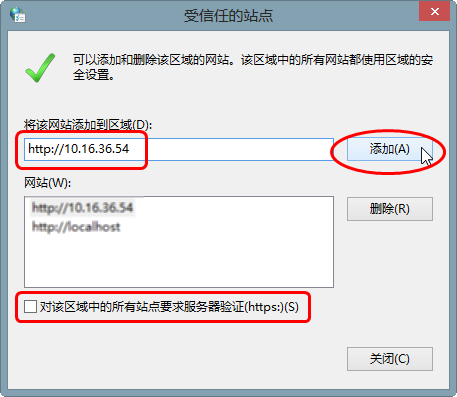 受信任的站点
可以添加和删除该区域的网站。该区域中的所有网站都使用区域的安
全设置。
将该网站添加到区域(D):
http://10.16.36.54
添加(A)
网站(W):
http://10.16.36.54
http://localhost
删除(R)
对该区域中的所有站点要求服务器验证(https:)(S)
关闭(C)